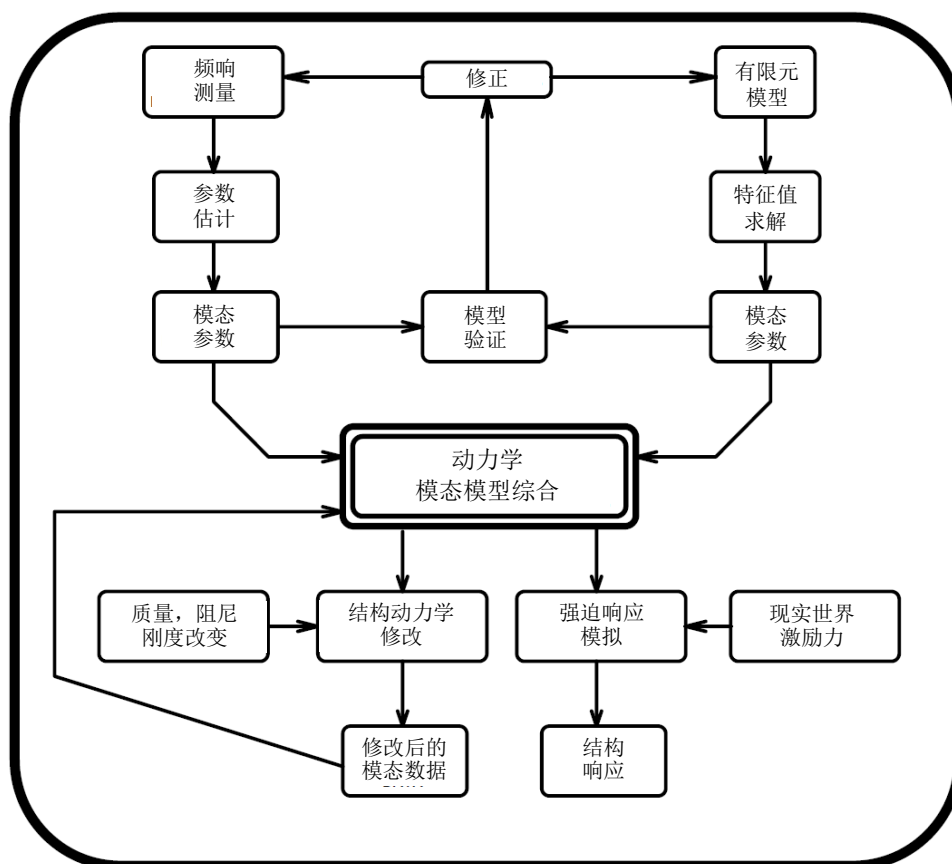 频响
测量
修正
有限元
模型
参数
估计
特征值
求解
模态
参数
模型
验证
模态
参数
动力学
模态模型综合
质量，阻尼
刚度改变
结构动力学
修改
强迫响应
模拟
现实世界
激励力
修改后的
模态数据
结构
响应